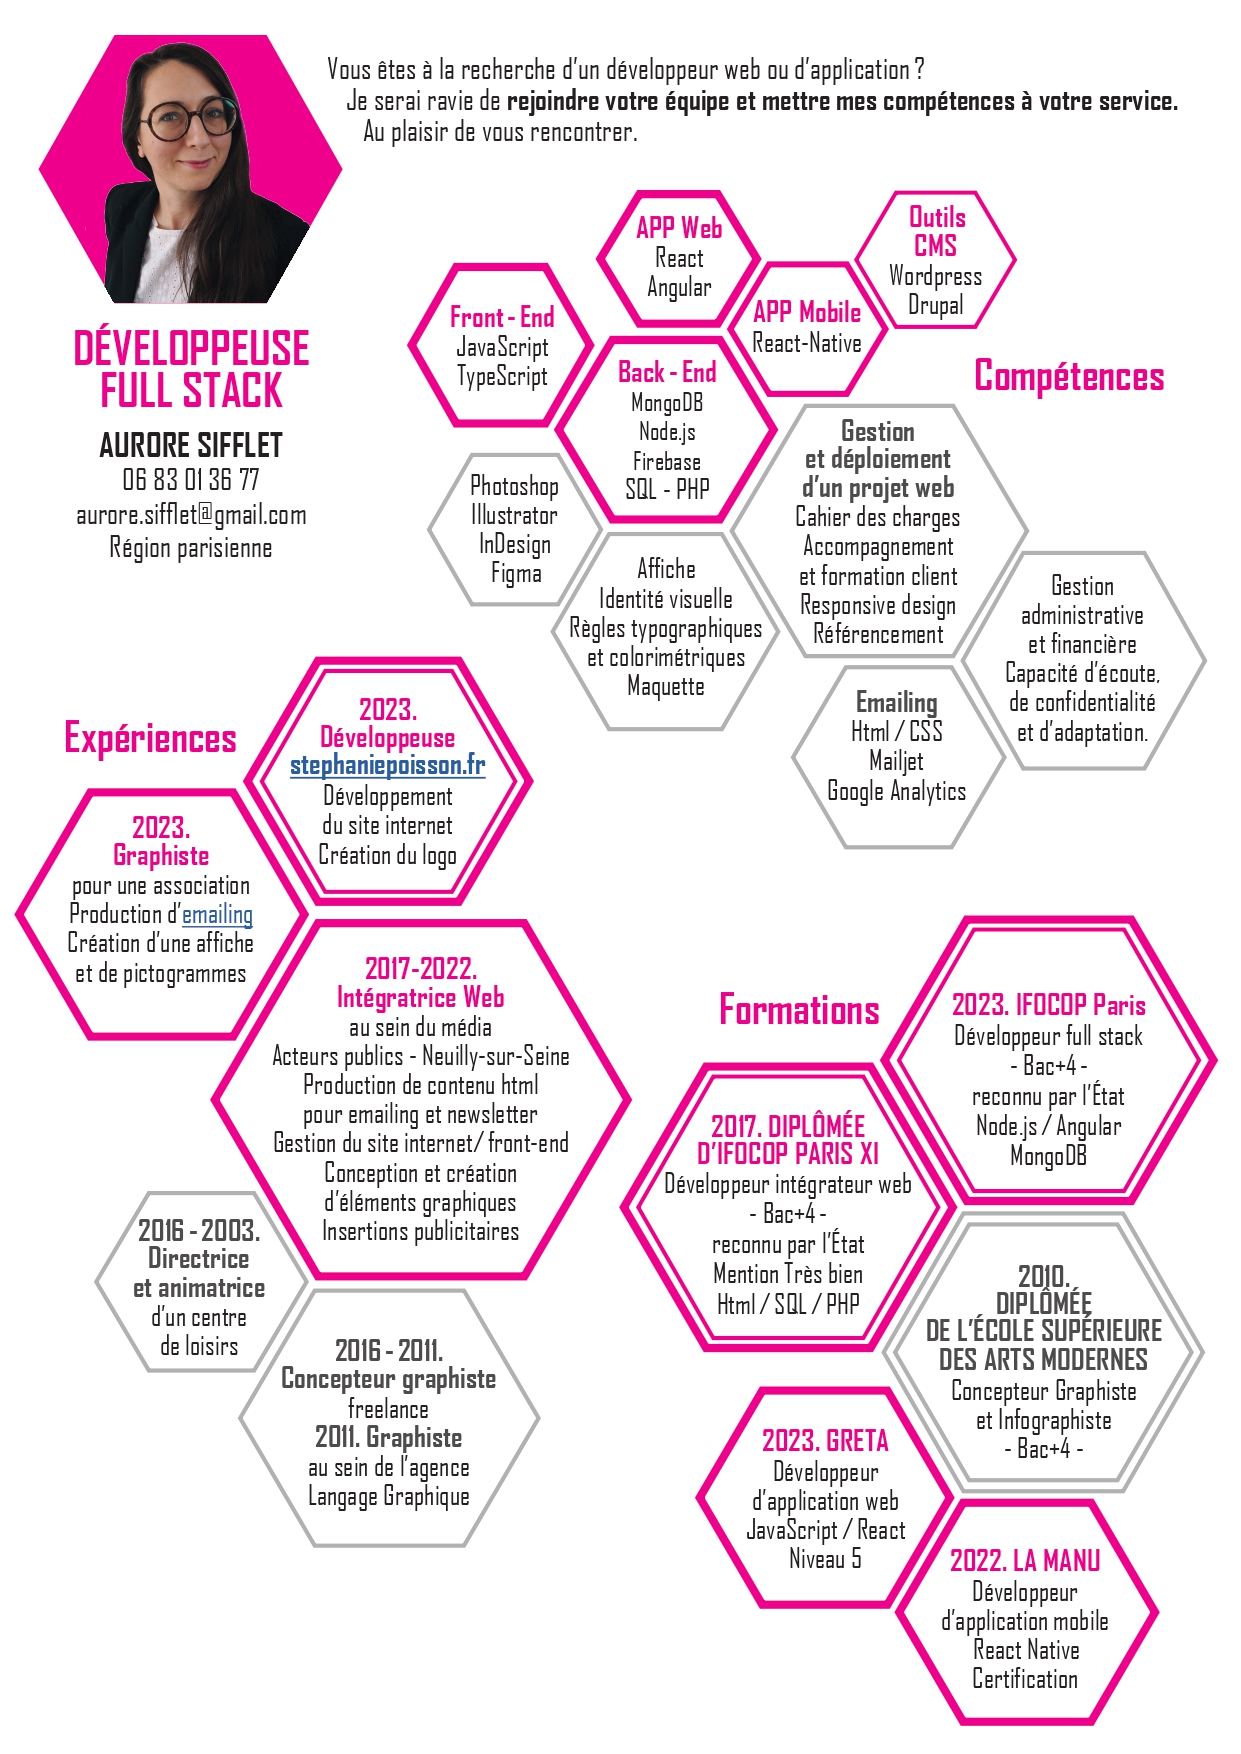 Vous êtes à la recherche d'un développeur web ou d'application ?
Je serai ravie de rejoindre votre équipe et mettre mes compétences à votre service.
Au plaisir de vous rencontrer.
DÉVELOPPEUSE
FULL STACK
AURORE SIFFLET
06 83 01 36 77
aurore.sifflet@gmail.com
Région parisienne
Compétences
Front - End
JavaScript
TypeScript
APP Web
React
Angular
APP Mobile
React-Native
Outils
CMS
Wordpress
Drupal
Back - End
MongoDB
Node.js
Firebase
SQL - PHP
Photoshop
Illustrator
InDesign
Figma
Affiche
Identité visuelle
Règles typographiques
et colorimétriques
Maquette
Gestion
et déploiement
d'un projet web
Cahier des charges
Accompagnement
et formation client
Responsive design
Référencement
Gestion
administrative
et financière
Capacité d'écoute,
de confidentialité
et d'adaptation.
Emailing
Html / CSS
Mailjet
Google Analytics
Expériences
2023.
Développeuse
stephaniepoisson.fr
Développement
du site internet
Création du logo
2023.
Graphiste
pour une association
Production d'emailing
Création d'une affiche
et de pictogrammes
2017-2022.
Intégratrice Web
au sein du média
Acteurs publics - Neuilly-sur-Seine
Production de contenu html
pour emailing et newsletter
Gestion du site internet/ front-end
Conception et création
d'éléments graphiques
Insertions publicitaires
2016 - 2003.
Directrice
et animatrice
d'un centre
de loisirs
2016 - 2011.
Concepteur graphiste
freelance
2011. Graphiste
au sein de l'agence
Langage Graphique
Formations
2023. IFOCOP Paris
Développeur full stack
- Bac+4 -
reconnu par l'État
Node.js / Angular
MongoDB
2017. DIPLÔMÉE
D'IFOCOP PARIS XI
Développeur intégrateur web
- Bac+4 -
reconnu par l'État
Mention Très bien
Html / SQL / PHP
2010.
DIPLÔMÉE
DE L'ÉCOLE SUPÉRIEURE
DES ARTS MODERNES
Concepteur Graphiste
et Infographiste
- Bac+4 -
2023. GRETA
Développeur
d'application web
JavaScript / React
Niveau 5
2022. LA MANU
Développeur
d'application mobile
React Native
Certification